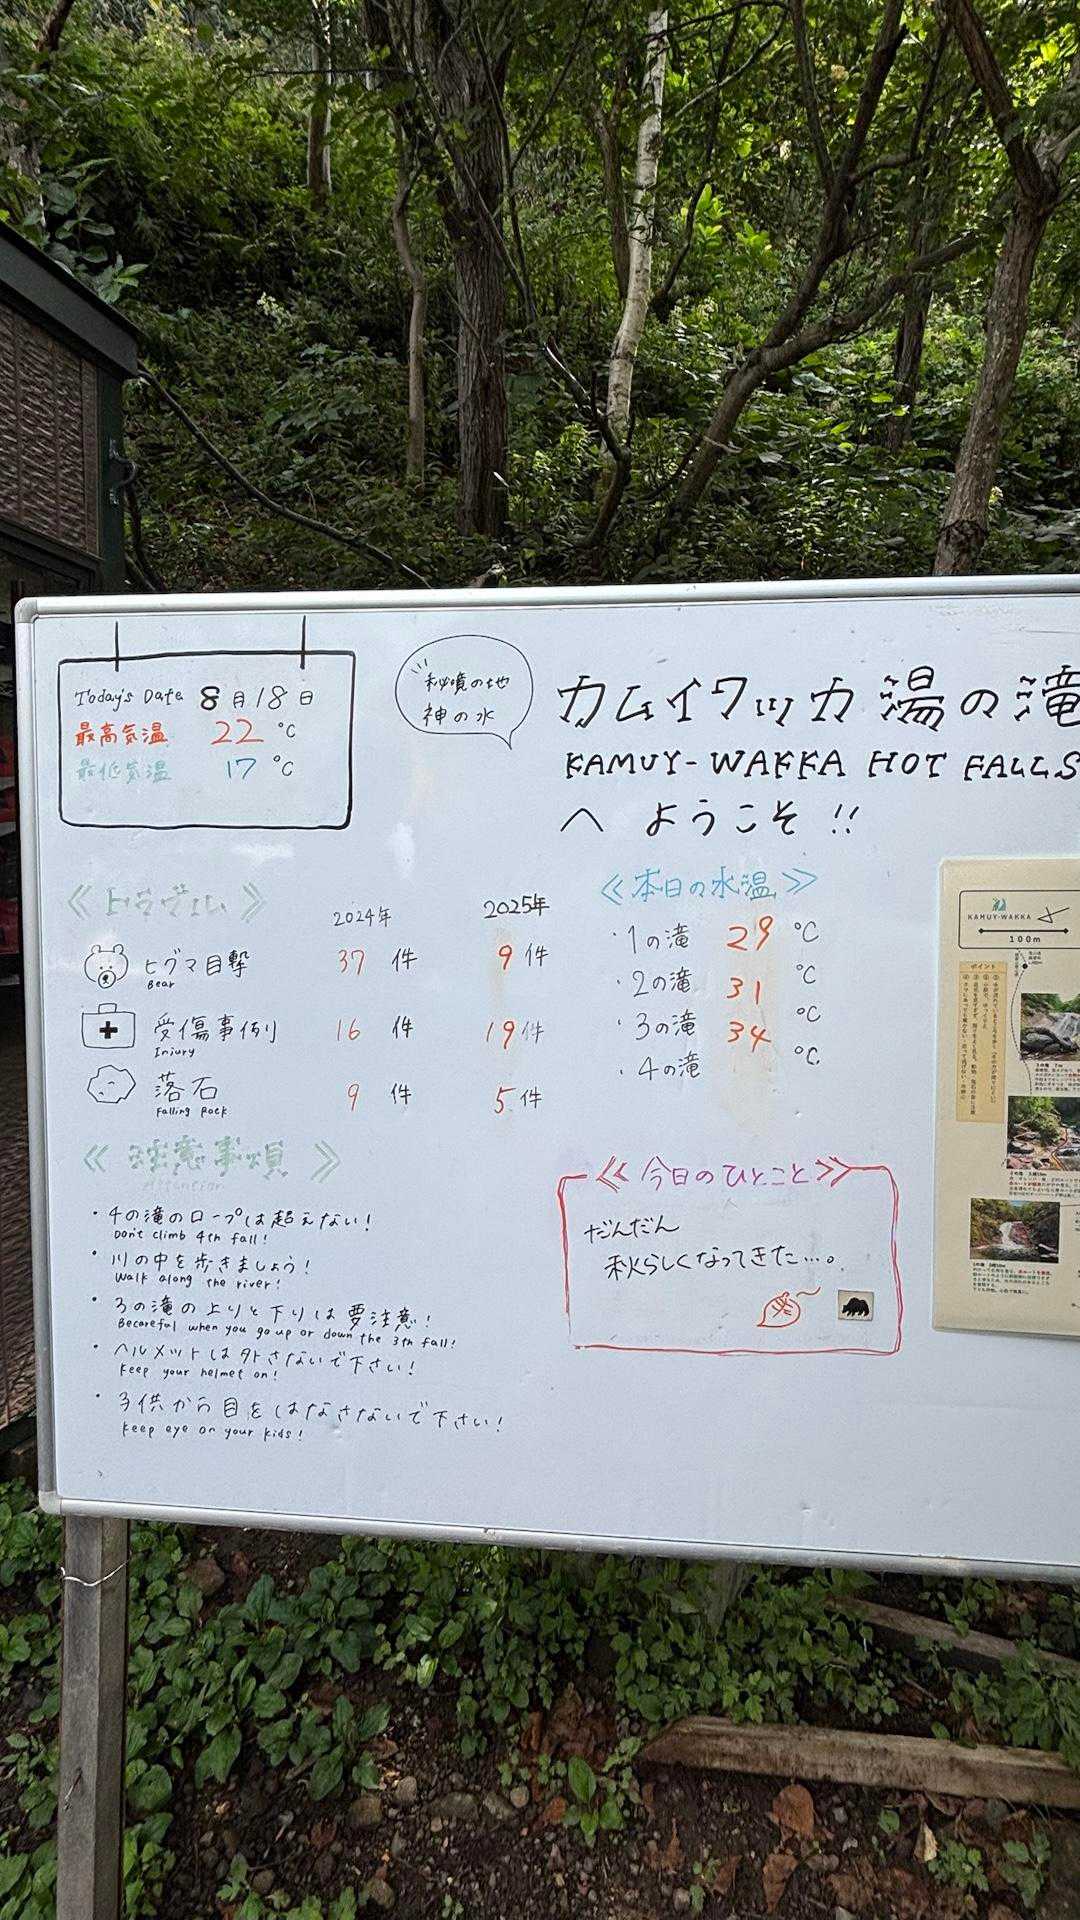 Today's Date 8月18日
最高気温 22 ℃
最低気温 17 ℃
秘境の地
神の水
カムイワッカ湯の滝
KAMUY-WAKKA HOT FALLS
へ ようこそ !!
《トラブル》
2024年 2025年
ヒグマ目撃 37件 9件
Bear
受傷事例 16件 19件
Injury
落石 9件 5件
Falling Rock
《本日の水温》
・1の滝 29 ℃
・2の滝 31 ℃
・3の滝 34 ℃
・4の滝 ℃
《注意事項》
Attention
・4の滝のロープは超えない!
Don't climb 4th fall!
・川の中を歩きましょう!
Walk along the river!
・3の滝の上りと下りは要注意!
Becareful when you go up or down the 3th fall!
・ヘルメットは外さないで下さい!
Keep your helmet on!
・子供から目をはなさないで下さい!
Keep eye on your kids!
《今日のひとこと》
だんだん
秋らしくなってきた…。
KAMUY-WAKKA
100m
ポイント